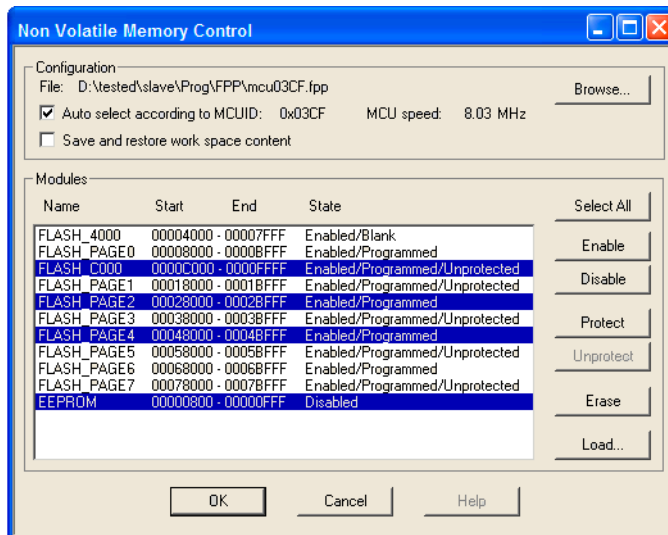 Non Volatile Memory Control
Configuration
File: D:\tested\slave\Prog\FPP\mcu03CF.fpp
Browse...
Auto select according to MCUID: 0x03CF MCU speed: 8.03 MHz
Save and restore work space content
Modules
Name Start End State
Select All
FLASH_4000 00004000 - 00007FFF Enabled/Blank
FLASH_PAGE0 00008000 - 0000BFFF Enabled/Programmed
FLASH_C000 0000C000 - 0000FFFF Enabled/Programmed/Unprotected
FLASH_PAGE1 00018000 - 0001BFFF Enabled/Programmed/Unprotected
FLASH_PAGE2 00028000 - 0002BFFF Enabled/Programmed
FLASH_PAGE3 00038000 - 0003BFFF Enabled/Programmed/Unprotected
FLASH_PAGE4 00048000 - 0004BFFF Enabled/Programmed
FLASH_PAGE5 00058000 - 0005BFFF Enabled/Programmed/Unprotected
FLASH_PAGE6 00068000 - 0006BFFF Enabled/Programmed
FLASH_PAGE7 00078000 - 0007BFFF Enabled/Programmed/Unprotected
EEPROM 00000800 - 00000FFF Disabled
Enable
Disable
Protect
Unprotect
Erase
Load...
OK Cancel Help